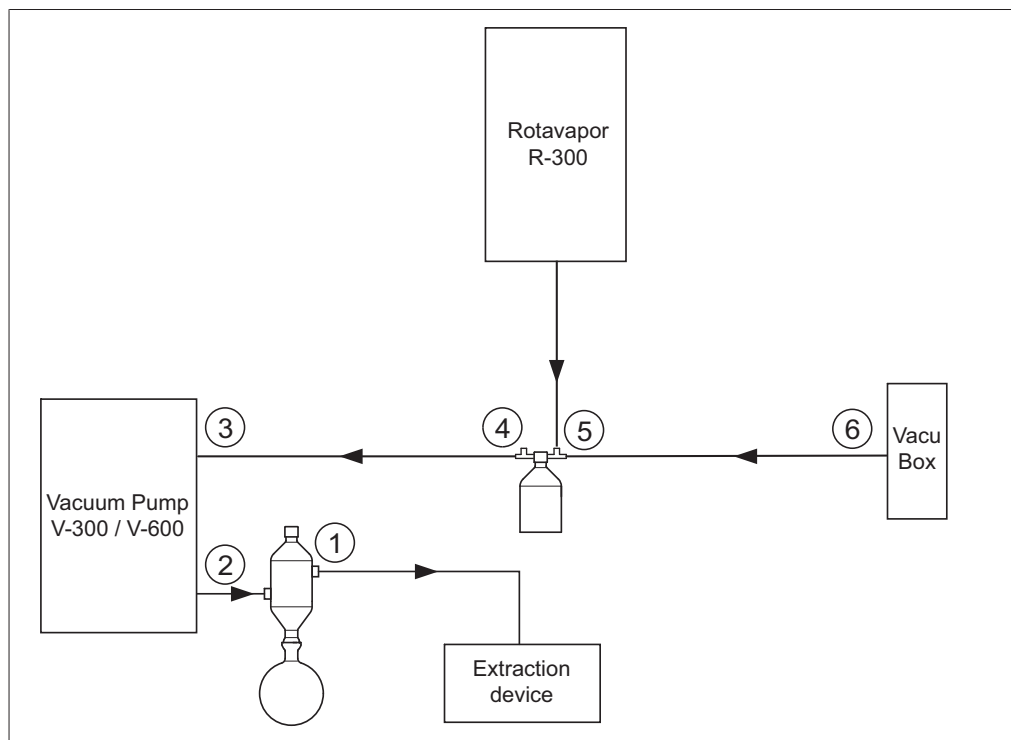 Rotavapor
R-300
3
4
5
6
Vacu
Box
Vacuum Pump
V-300 / V-600
2
1
Extraction
device